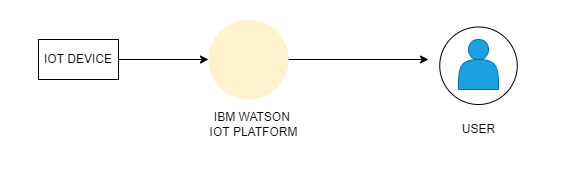 IOT DEVICE
IBM WATSON
IOT PLATFORM
USER